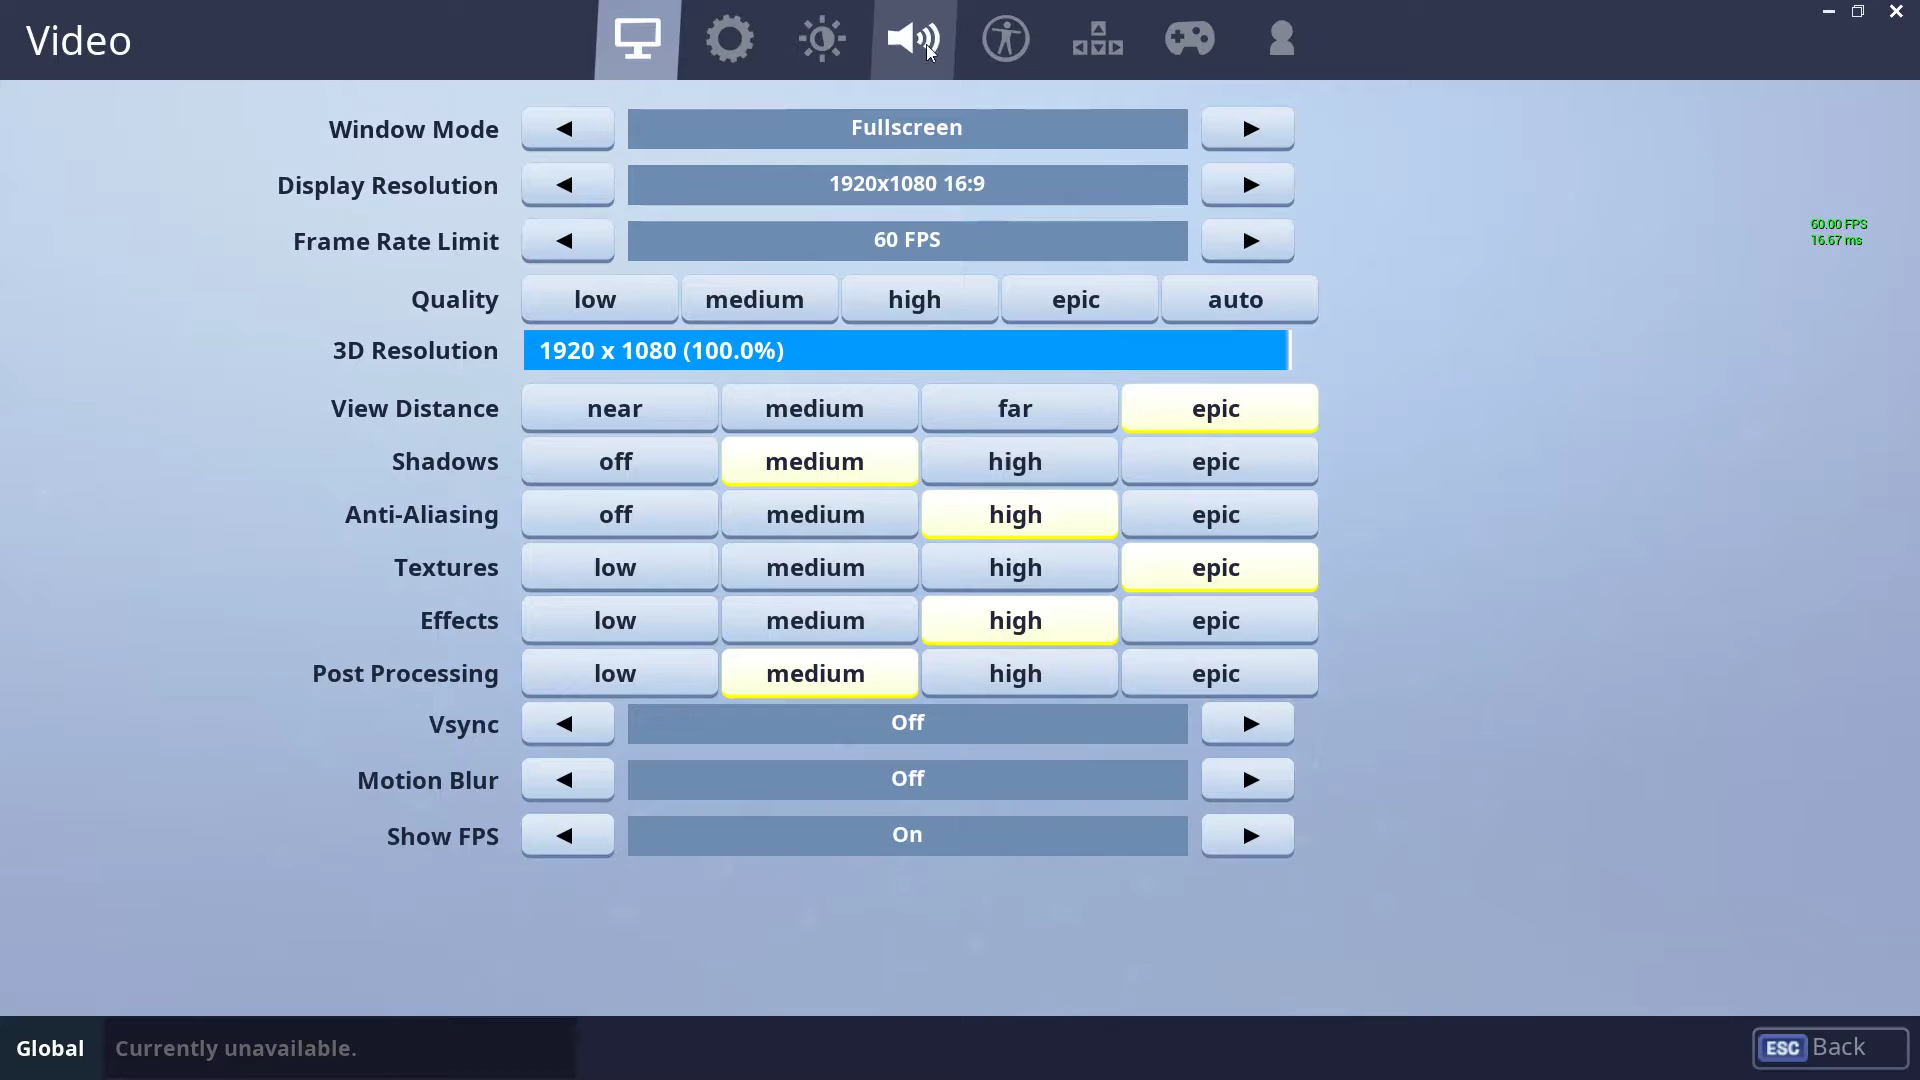 Video
Window Mode Fullscreen
Display Resolution 1920x1080 16:9
60.00 FPS
16.67 ms
Frame Rate Limit 60 FPS
Quality low medium high epic auto
3D Resolution 1920 x 1080 (100.0%)
View Distance near medium far epic
Shadows off medium high epic
Anti-Aliasing off medium high epic
Textures low medium high epic
Effects low medium high epic
Post Processing low medium high epic
Vsync Off
Motion Blur Off
Show FPS On
Global Currently unavailable. ESC Back